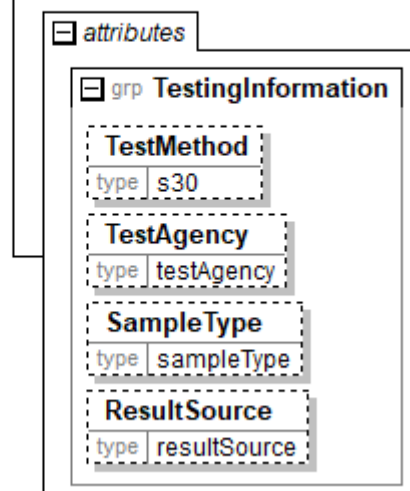 attributes
grp TestingInformation
TestMethod
type s30
TestAgency
type testAgency
SampleType
type sampleType
ResultSource
type resultSource